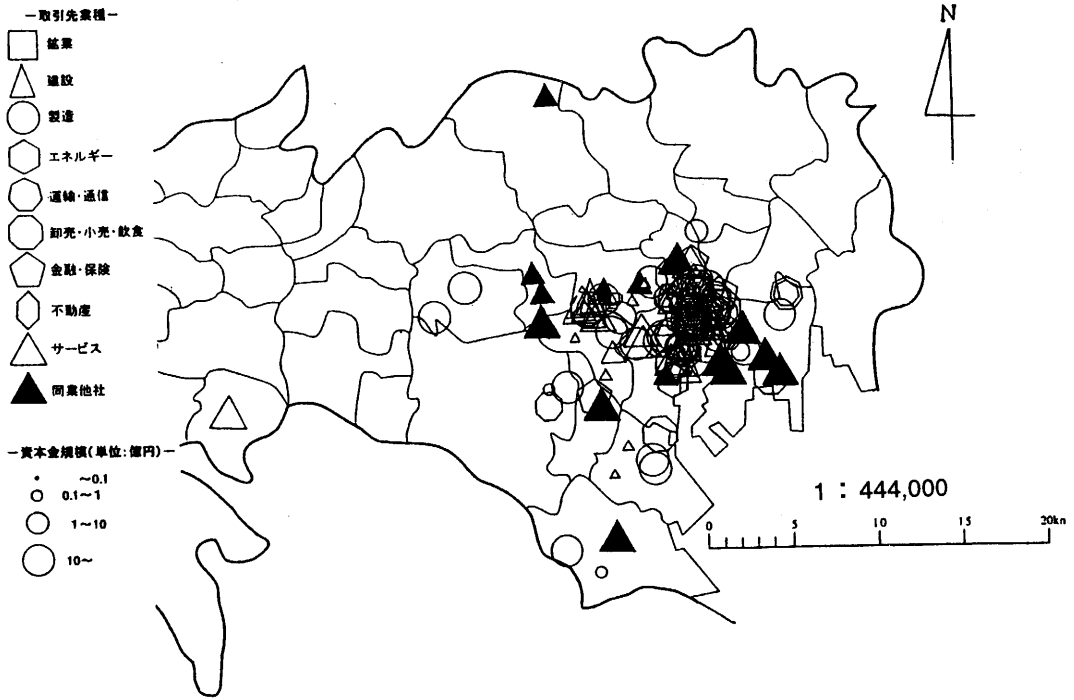 －取引先業種－
鉱業
建設
製造
エネルギー
運輸・通信
卸売・小売・飲食
金融・保険
不動産
サービス
同業他社
－資本金規模(単位:億円)－
～0.1
0.1～1
1～10
10～
N
1：444,000
0 5 10 15 20km